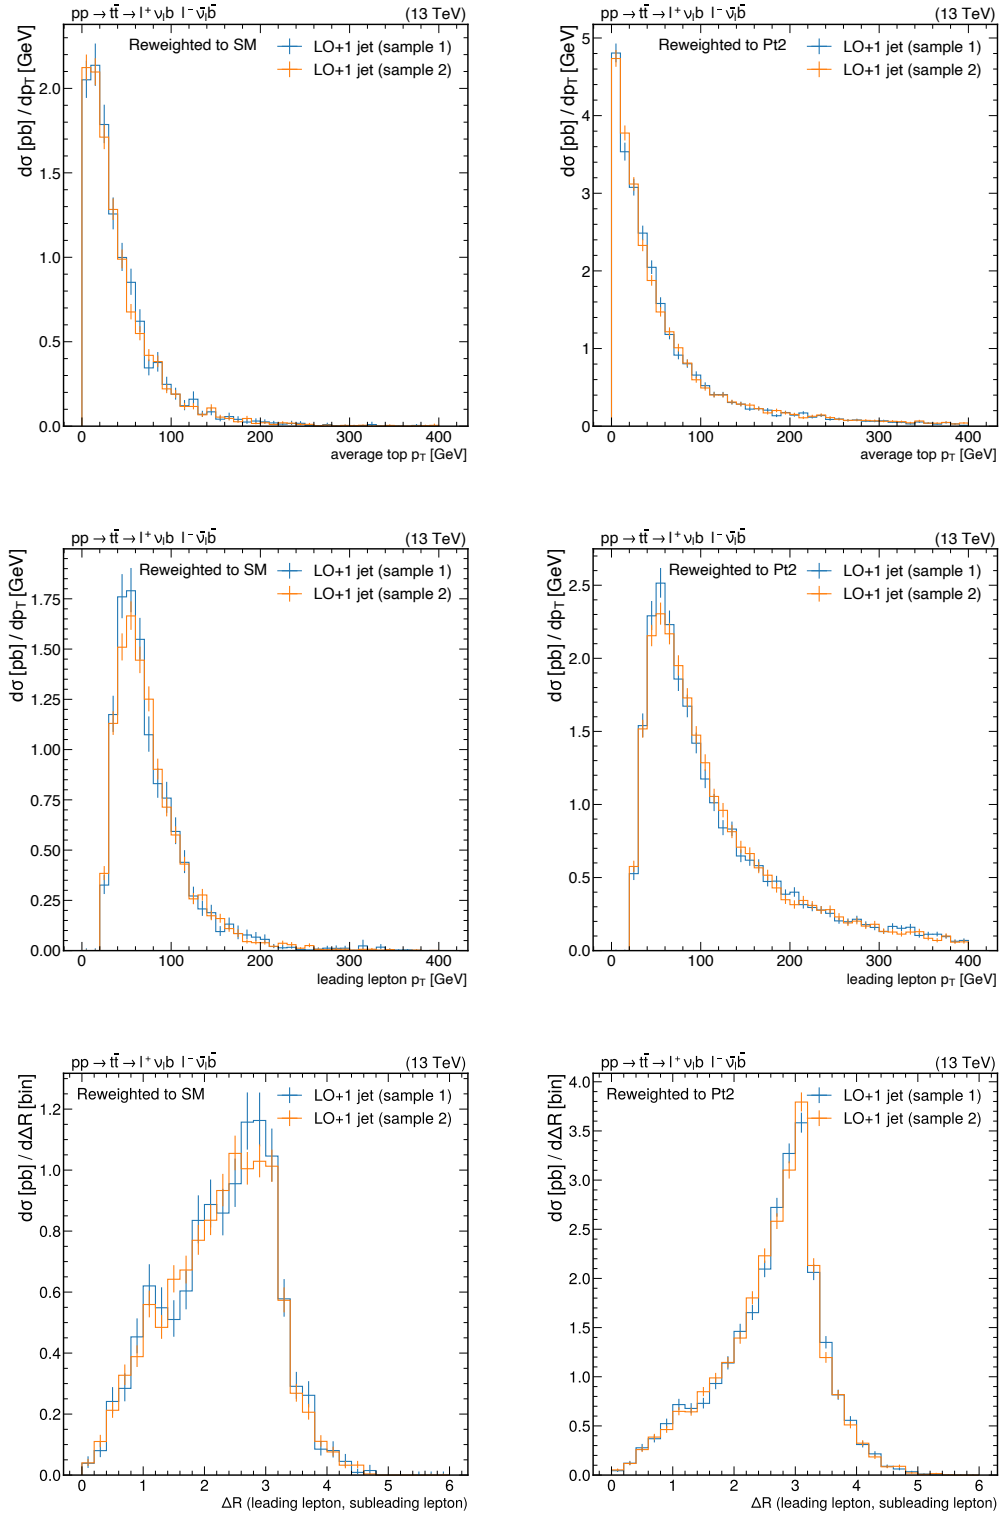 pp → tt̄ → l⁺ νₗb l⁻ ν̄ₗb̄ (13 TeV)
Reweighted to SM
LO+1 jet (sample 1)
LO+1 jet (sample 2)
dσ [pb] / dp_T [GeV]
2.0
1.5
1.0
0.5
0.0
0 100 200 300 400
average top p_T [GeV]
pp → tt̄ → l⁺ νₗb l⁻ ν̄ₗb̄ (13 TeV)
Reweighted to Pt2
LO+1 jet (sample 1)
LO+1 jet (sample 2)
dσ [pb] / dp_T [GeV]
5
4
3
2
1
0
0 100 200 300 400
average top p_T [GeV]
pp → tt̄ → l⁺ νₗb l⁻ ν̄ₗb̄ (13 TeV)
Reweighted to SM
LO+1 jet (sample 1)
LO+1 jet (sample 2)
dσ [pb] / dp_T [GeV]
1.75
1.50
1.25
1.00
0.75
0.50
0.25
0.00
0 100 200 300 400
leading lepton p_T [GeV]
pp → tt̄ → l⁺ νₗb l⁻ ν̄ₗb̄ (13 TeV)
Reweighted to Pt2
LO+1 jet (sample 1)
LO+1 jet (sample 2)
dσ [pb] / dp_T [GeV]
2.5
2.0
1.5
1.0
0.5
0.0
0 100 200 300 400
leading lepton p_T [GeV]
pp → tt̄ → l⁺ νₗb l⁻ ν̄ₗb̄ (13 TeV)
Reweighted to SM
LO+1 jet (sample 1)
LO+1 jet (sample 2)
dσ [pb] / dΔR [bin]
1.2
1.0
0.8
0.6
0.4
0.2
0.0
0 1 2 3 4 5 6
ΔR (leading lepton, subleading lepton)
pp → tt̄ → l⁺ νₗb l⁻ ν̄ₗb̄ (13 TeV)
Reweighted to Pt2
LO+1 jet (sample 1)
LO+1 jet (sample 2)
dσ [pb] / dΔR [bin]
4.0
3.5
3.0
2.5
2.0
1.5
1.0
0.5
0.0
0 1 2 3 4 5 6
ΔR (leading lepton, subleading lepton)